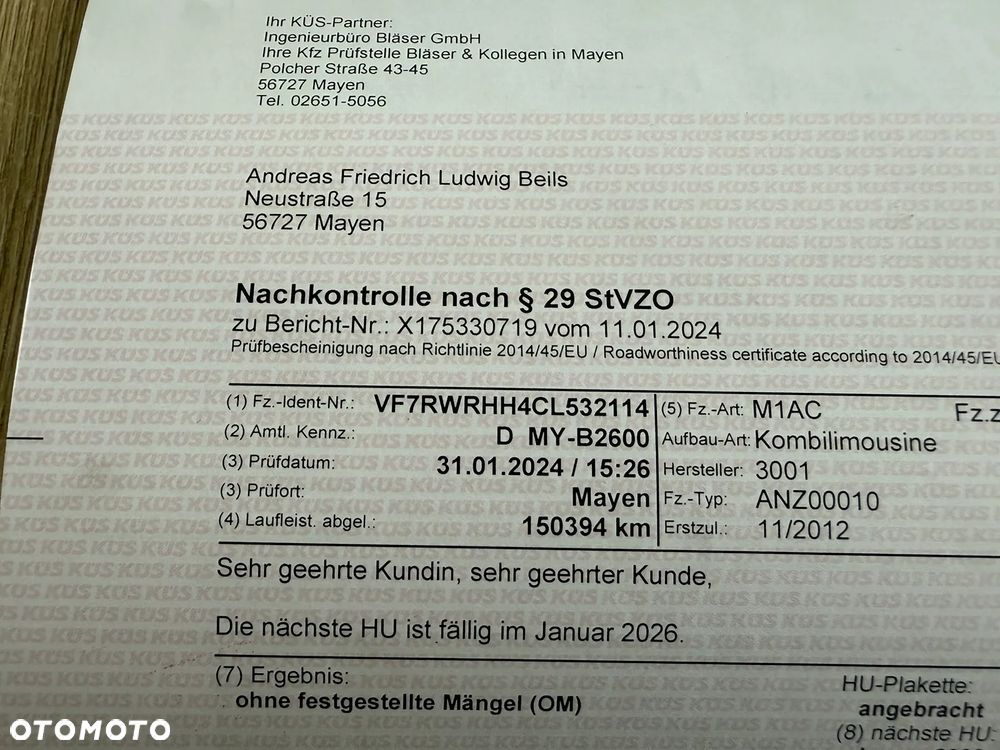 Ihr KÜS-Partner:
Ingenieurbüro Bläser GmbH
Ihre Kfz Prüfstelle Bläser & Kollegen in Mayen
Polcher Straße 43-45
56727 Mayen
Tel. 02651-5056
Andreas Friedrich Ludwig Beils
Neustraße 15
56727 Mayen
Nachkontrolle nach § 29 StVZO
zu Bericht-Nr.: X175330719 vom 11.01.2024
Prüfbescheinigung nach Richtlinie 2014/45/EU / Roadworthiness certificate according to 2014/45/EU
(1) Fz.-Ident-Nr.: VF7RWRHH4CL532114 (5) Fz.-Art: M1AC Fz.z
(2) Amtl. Kennz.: D MY-B2600 Aufbau-Art: Kombilimousine
(3) Prüfdatum: 31.01.2024 / 15:26 Hersteller: 3001
(3) Prüfort: Mayen Fz.-Typ: ANZ00010
(4) Laufleist. abgel.: 150394 km Erstzul.: 11/2012
Sehr geehrte Kundin, sehr geehrter Kunde,
Die nächste HU ist fällig im Januar 2026.
(7) Ergebnis: HU-Plakette:
ohne festgestellte Mängel (OM) angebracht
(8) nächste HU:
OTOMOTO